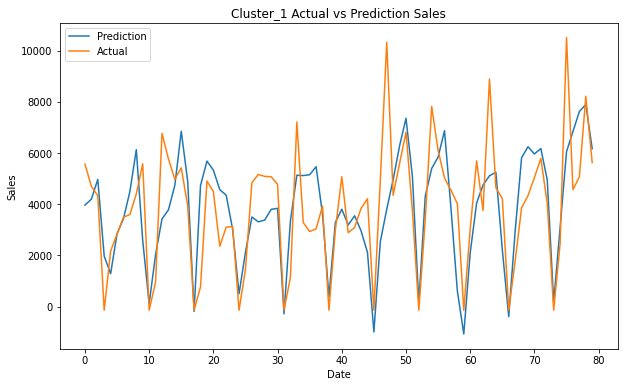 Cluster_1 Actual vs Prediction Sales
Prediction
Actual
10000
8000
6000
4000
2000
0
Sales
0 10 20 30 40 50 60 70 80
Date